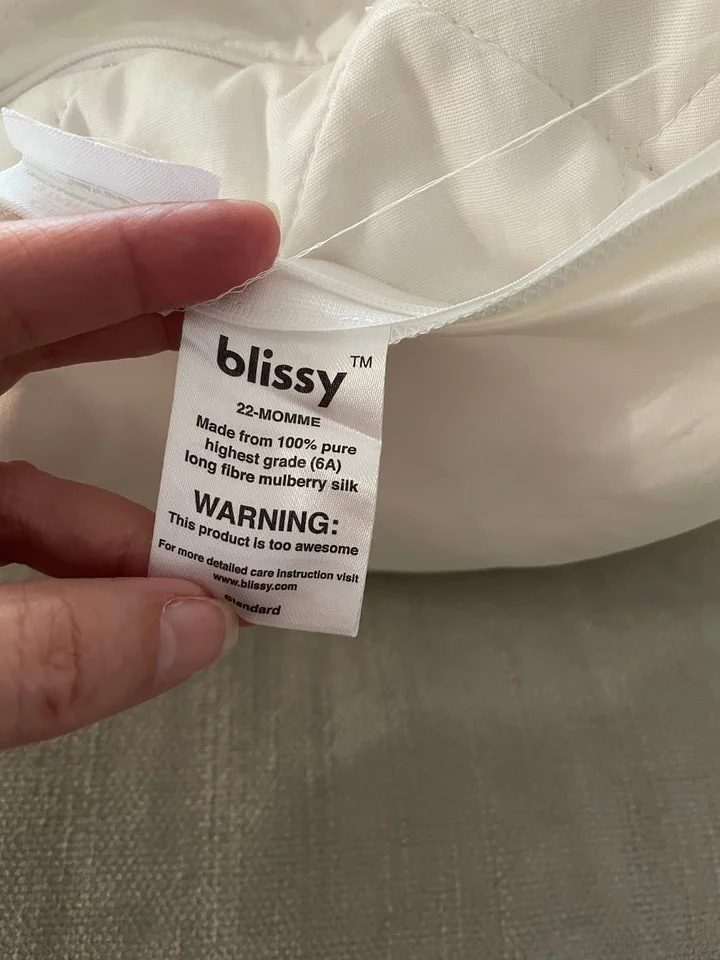 blissy™
22-MOMME
Made from 100% pure
highest grade (6A)
long fibre mulberry silk
WARNING:
This product is too awesome
For more detailed care instruction visit
www.blissy.com
Standard